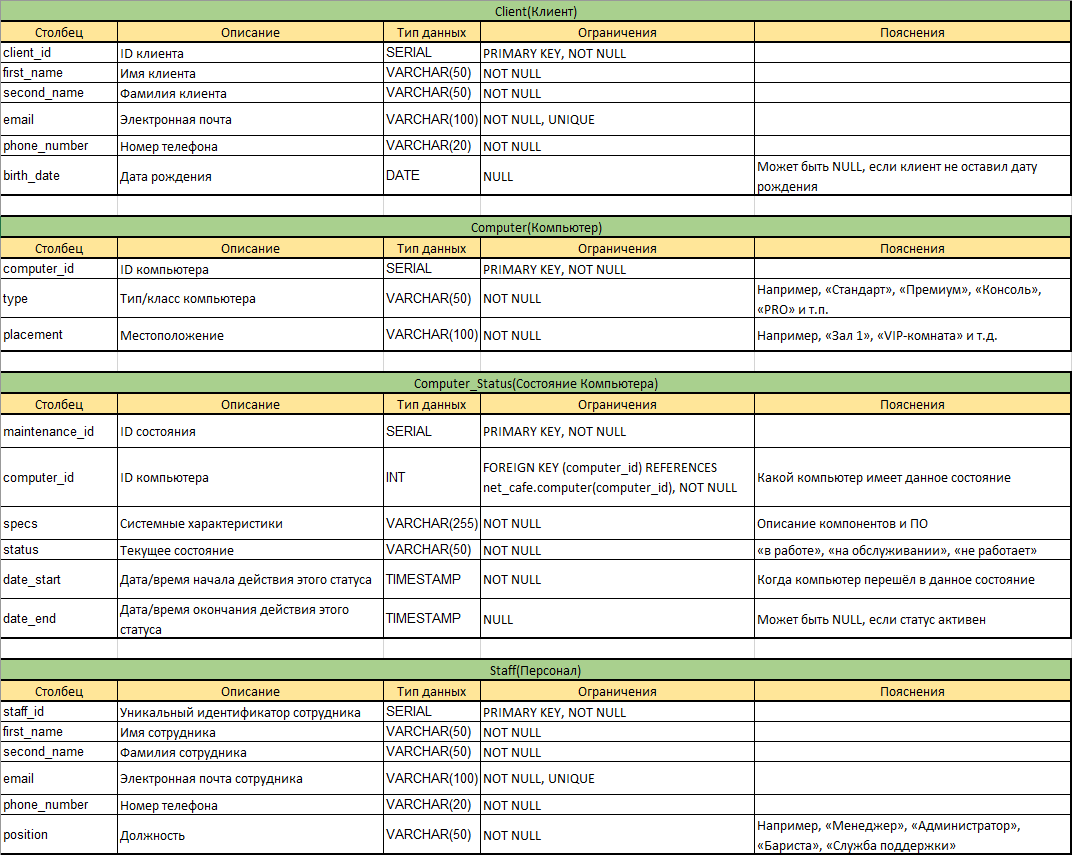 Client(Клиент)
Столбец Описание Тип данных Ограничения Пояснения
client_id ID клиента SERIAL PRIMARY KEY, NOT NULL
first_name Имя клиента VARCHAR(50) NOT NULL
second_name Фамилия клиента VARCHAR(50) NOT NULL
email Электронная почта VARCHAR(100) NOT NULL, UNIQUE
phone_number Номер телефона VARCHAR(20) NOT NULL
birth_date Дата рождения DATE NULL Может быть NULL, если клиент не оставил дату
рождения
Computer(Компьютер)
Столбец Описание Тип данных Ограничения Пояснения
computer_id ID компьютера SERIAL PRIMARY KEY, NOT NULL
type Тип/класс компьютера VARCHAR(50) NOT NULL Например, «Стандарт», «Премиум», «Консоль»,
«PRO» и т.п.
placement Местоположение VARCHAR(100) NOT NULL Например, «Зал 1», «VIP-комната» и т.д.
Computer_Status(Состояние Компьютера)
Столбец Описание Тип данных Ограничения Пояснения
maintenance_id ID состояния SERIAL PRIMARY KEY, NOT NULL
computer_id ID компьютера INT FOREIGN KEY (computer_id) REFERENCES
net_cafe.computer(computer_id), NOT NULL Какой компьютер имеет данное состояние
specs Системные характеристики VARCHAR(255) NOT NULL Описание компонентов и ПО
status Текущее состояние VARCHAR(50) NOT NULL «в работе», «на обслуживании», «не работает»
date_start Дата/время начала действия этого статуса TIMESTAMP NOT NULL Когда компьютер перешёл в данное состояние
date_end Дата/время окончания действия этого
статуса TIMESTAMP NULL Может быть NULL, если статус активен
Staff(Персонал)
Столбец Описание Тип данных Ограничения Пояснения
staff_id Уникальный идентификатор сотрудника SERIAL PRIMARY KEY, NOT NULL
first_name Имя сотрудника VARCHAR(50) NOT NULL
second_name Фамилия сотрудника VARCHAR(50) NOT NULL
email Электронная почта сотрудника VARCHAR(100) NOT NULL, UNIQUE
phone_number Номер телефона VARCHAR(20) NOT NULL
position Должность VARCHAR(50) NOT NULL Например, «Менеджер», «Администратор»,
«Бариста», «Служба поддержки»